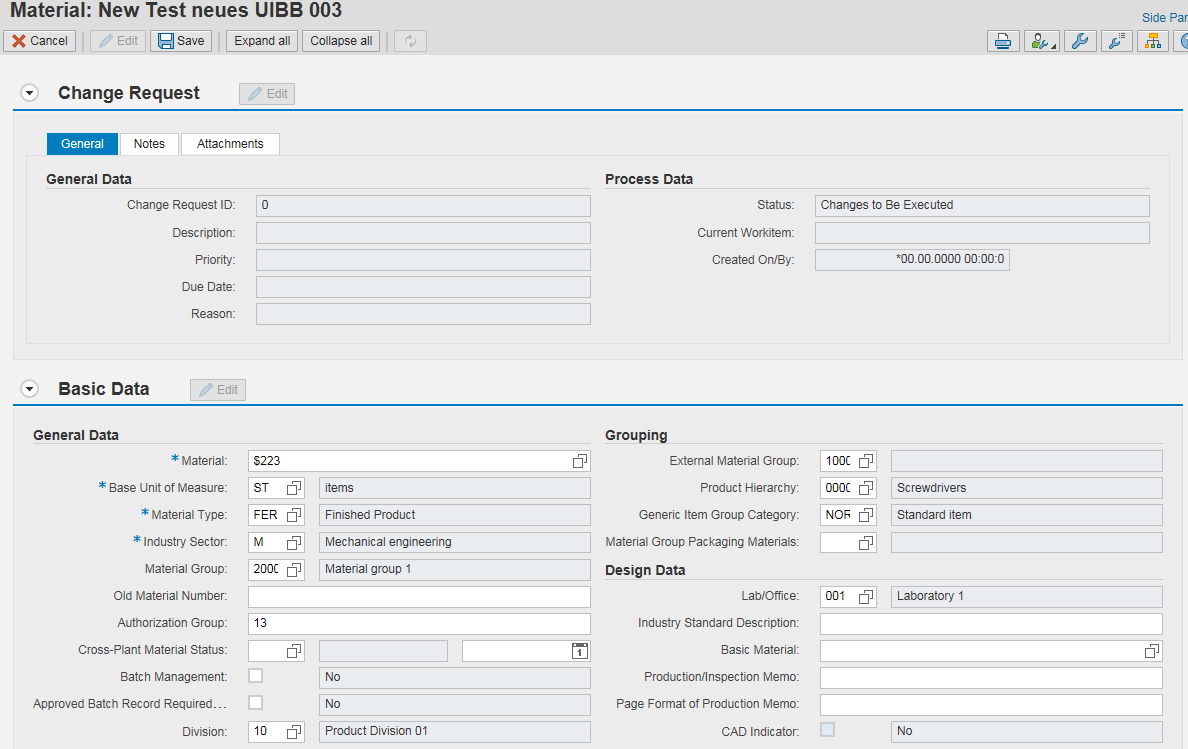 Material: New Test neues UIBB 003
Side Par
Cancel Edit Save Expand all Collapse all
Change Request Edit
General Notes Attachments
General Data
Change Request ID: 0
Description:
Priority:
Due Date:
Reason:
Process Data
Status: Changes to Be Executed
Current Workitem:
Created On/By: *00.00.0000 00:00:0
Basic Data Edit
General Data
* Material: $223
* Base Unit of Measure: ST items
* Material Type: FER Finished Product
* Industry Sector: M Mechanical engineering
Material Group: 2000 Material group 1
Old Material Number:
Authorization Group: 13
Cross-Plant Material Status: 1
Batch Management: No
Approved Batch Record Required... No
Division: 10 Product Division 01
Grouping
External Material Group: 1000
Product Hierarchy: 0000 Screwdrivers
Generic Item Group Category: NOR Standard item
Material Group Packaging Materials:
Design Data
Lab/Office: 001 Laboratory 1
Industry Standard Description:
Basic Material:
Production/Inspection Memo:
Page Format of Production Memo:
CAD Indicator: No